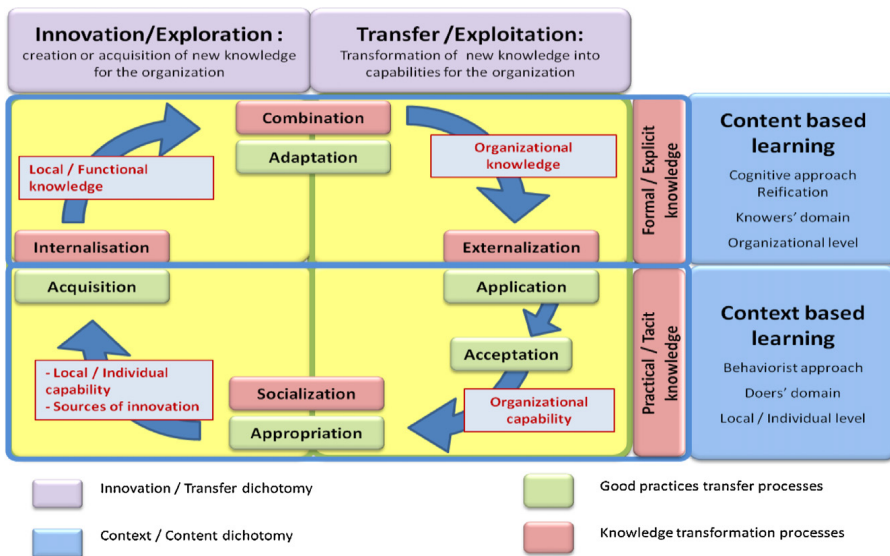 Innovation/Exploration :
creation or acquisition of new knowledge
for the organization
Transfer /Exploitation:
Transformation of new knowledge into
capabilities for the organization
Combination
Adaptation
Local / Functional
knowledge
Organizational
knowledge
Internalisation
Externalization
Formal / Explicit
knowledge
Content based
learning
Cognitive approach
Reification
Knowers' domain
Organizational level
Acquisition
Application
Acceptation
- Local / Individual
capability
- Sources of innovation
Socialization
Appropriation
Organizational
capability
Practical / Tacit
knowledge
Context based
learning
Behaviorist approach
Doers' domain
Local / Individual level
Innovation / Transfer dichotomy
Good practices transfer processes
Context / Content dichotomy
Knowledge transformation processes